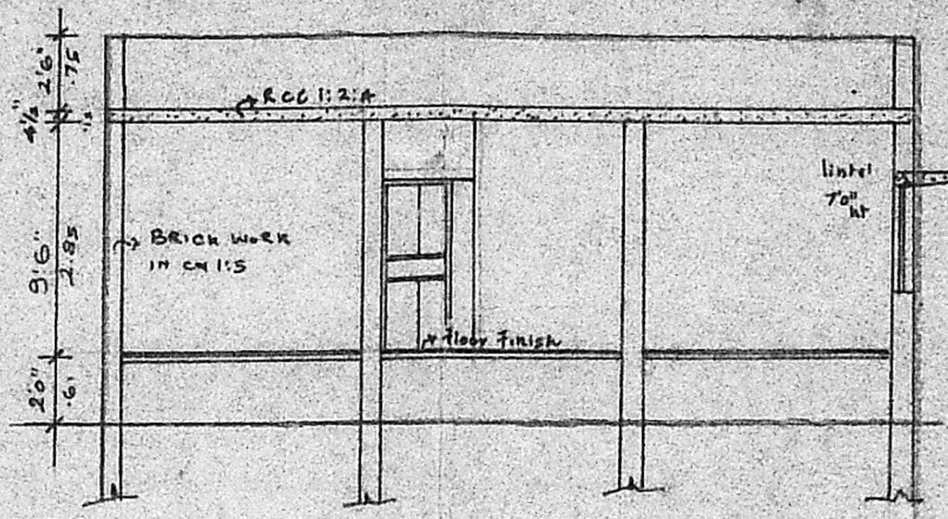 2'6"
.75
4½"
RCC 1:2:4
9'6"
2.85
BRICK WORK
IN CM 1:5
lintel
7'0"
ht
Floor Finish
2'0"
.61